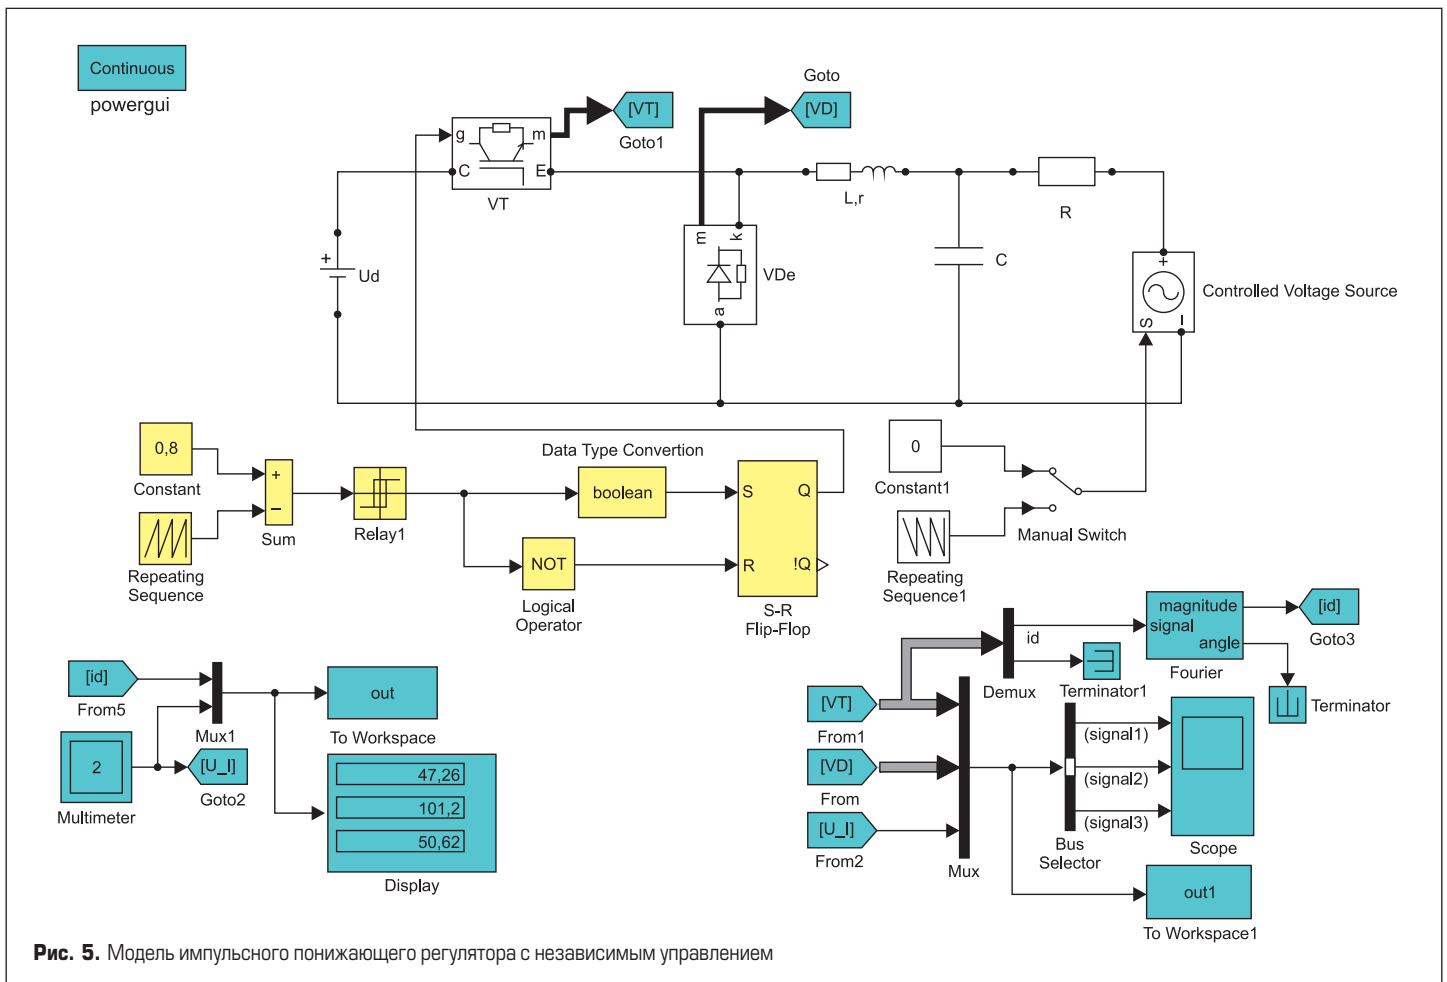 Continuous
powergui
Goto
[VT]
[VD]
Goto1
g
m
C
E
VT
L,r
R
m
k
a
VDe
+
Ud
C
+
S
−
Controlled Voltage Source
0,8
Constant
Repeating
Sequence
+
−
Sum
Relay1
Data Type Convertion
boolean
NOT
Logical
Operator
S
Q
R
!Q
S-R
Flip-Flop
0
Constant1
Repeating
Sequence1
Manual Switch
[id]
From5
Mux1
2
Multimeter
[U_I]
Goto2
out
To Workspace
47,26
101,2
50,62
Display
id
Demux
Terminator1
magnitude
signal
angle
Fourier
[id]
Goto3
Terminator
[VT]
From1
[VD]
From
[U_I]
From2
Mux
(signal1)
(signal2)
(signal3)
Bus
Selector
Scope
out1
To Workspace1
Рис. 5. Модель импульсного понижающего регулятора с независимым управлением